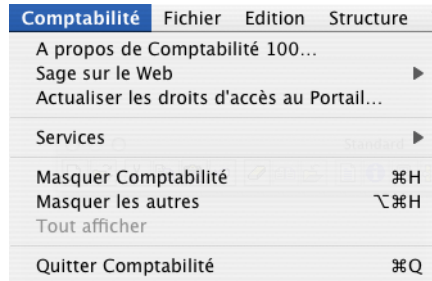 Comptabilité Fichier Edition Structure
A propos de Comptabilité 100...
Sage sur le Web
Actualiser les droits d'accès au Portail...
Services
Standard
Masquer Comptabilité ⌘H
Masquer les autres ⌥⌘H
Tout afficher
Quitter Comptabilité ⌘Q